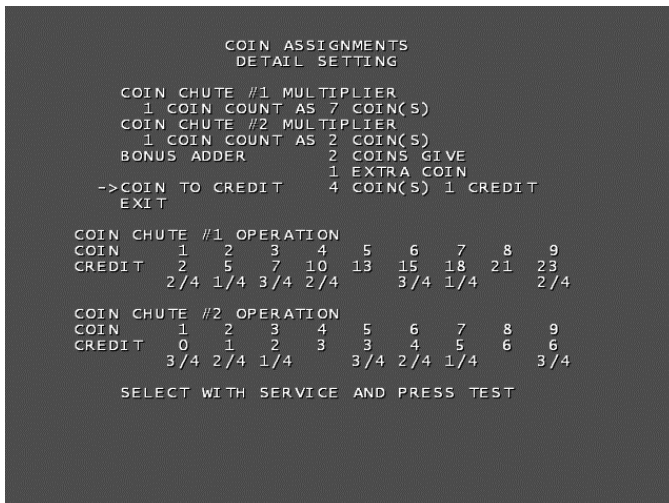 COIN ASSIGNMENTS
DETAIL SETTING
COIN CHUTE #1 MULTIPLIER
1 COIN COUNT AS 7 COIN(S)
COIN CHUTE #2 MULTIPLIER
1 COIN COUNT AS 2 COIN(S)
BONUS ADDER 2 COINS GIVE
1 EXTRA COIN
->COIN TO CREDIT 4 COIN(S) 1 CREDIT
EXIT
COIN CHUTE #1 OPERATION
COIN 1 2 3 4 5 6 7 8 9
CREDIT 2 5 7 10 13 15 18 21 23
2/4 1/4 3/4 2/4 3/4 1/4 2/4
COIN CHUTE #2 OPERATION
COIN 1 2 3 4 5 6 7 8 9
CREDIT 0 1 2 3 3 4 5 6 6
3/4 2/4 1/4 3/4 2/4 1/4 3/4
SELECT WITH SERVICE AND PRESS TEST